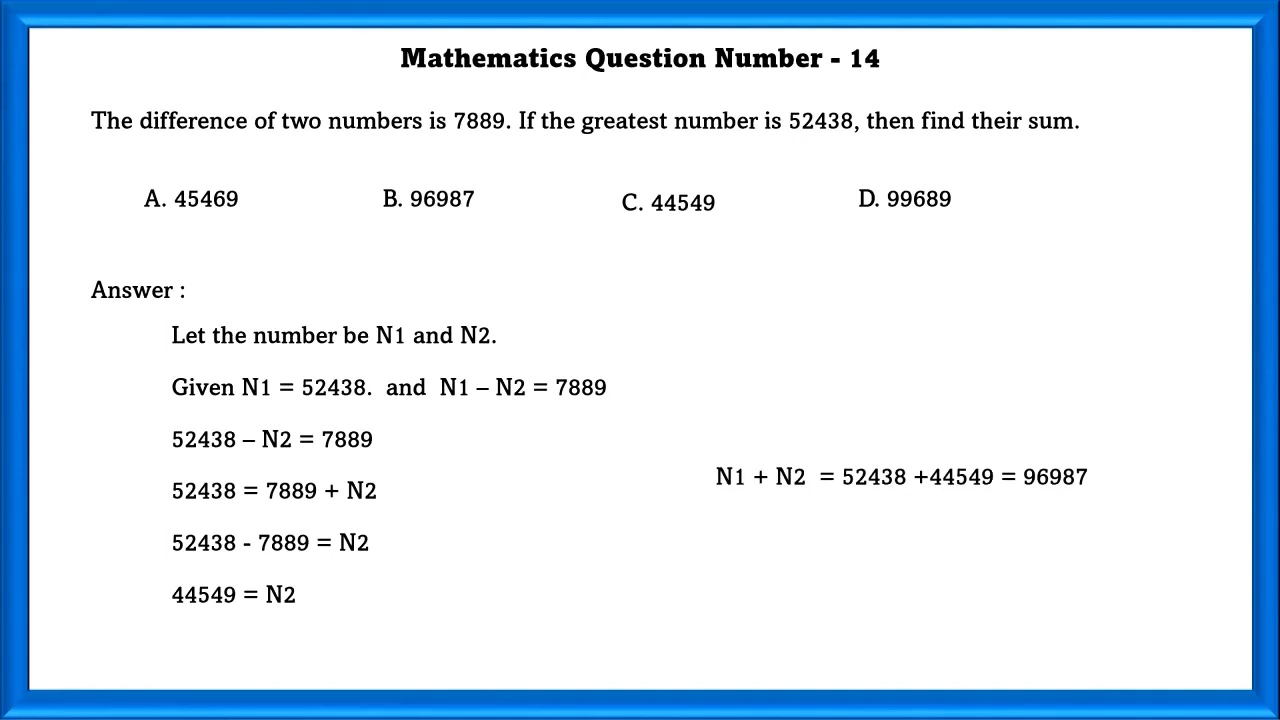 Mathematics Question Number - 14
The difference of two numbers is 7889. If the greatest number is 52438, then find their sum.
A. 45469 B. 96987 C. 44549 D. 99689
Answer :
Let the number be N1 and N2.
Given N1 = 52438. and N1 – N2 = 7889
52438 – N2 = 7889
52438 = 7889 + N2
52438 - 7889 = N2
44549 = N2
N1 + N2 = 52438 +44549 = 96987